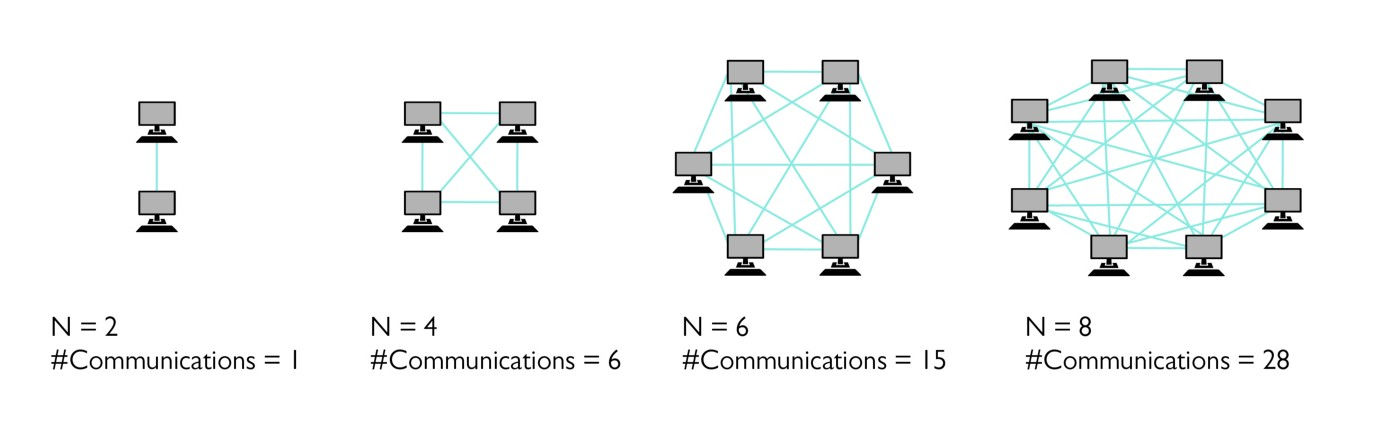 N = 2
#Communications = 1
N = 4
#Communications = 6
N = 6
#Communications = 15
N = 8
#Communications = 28